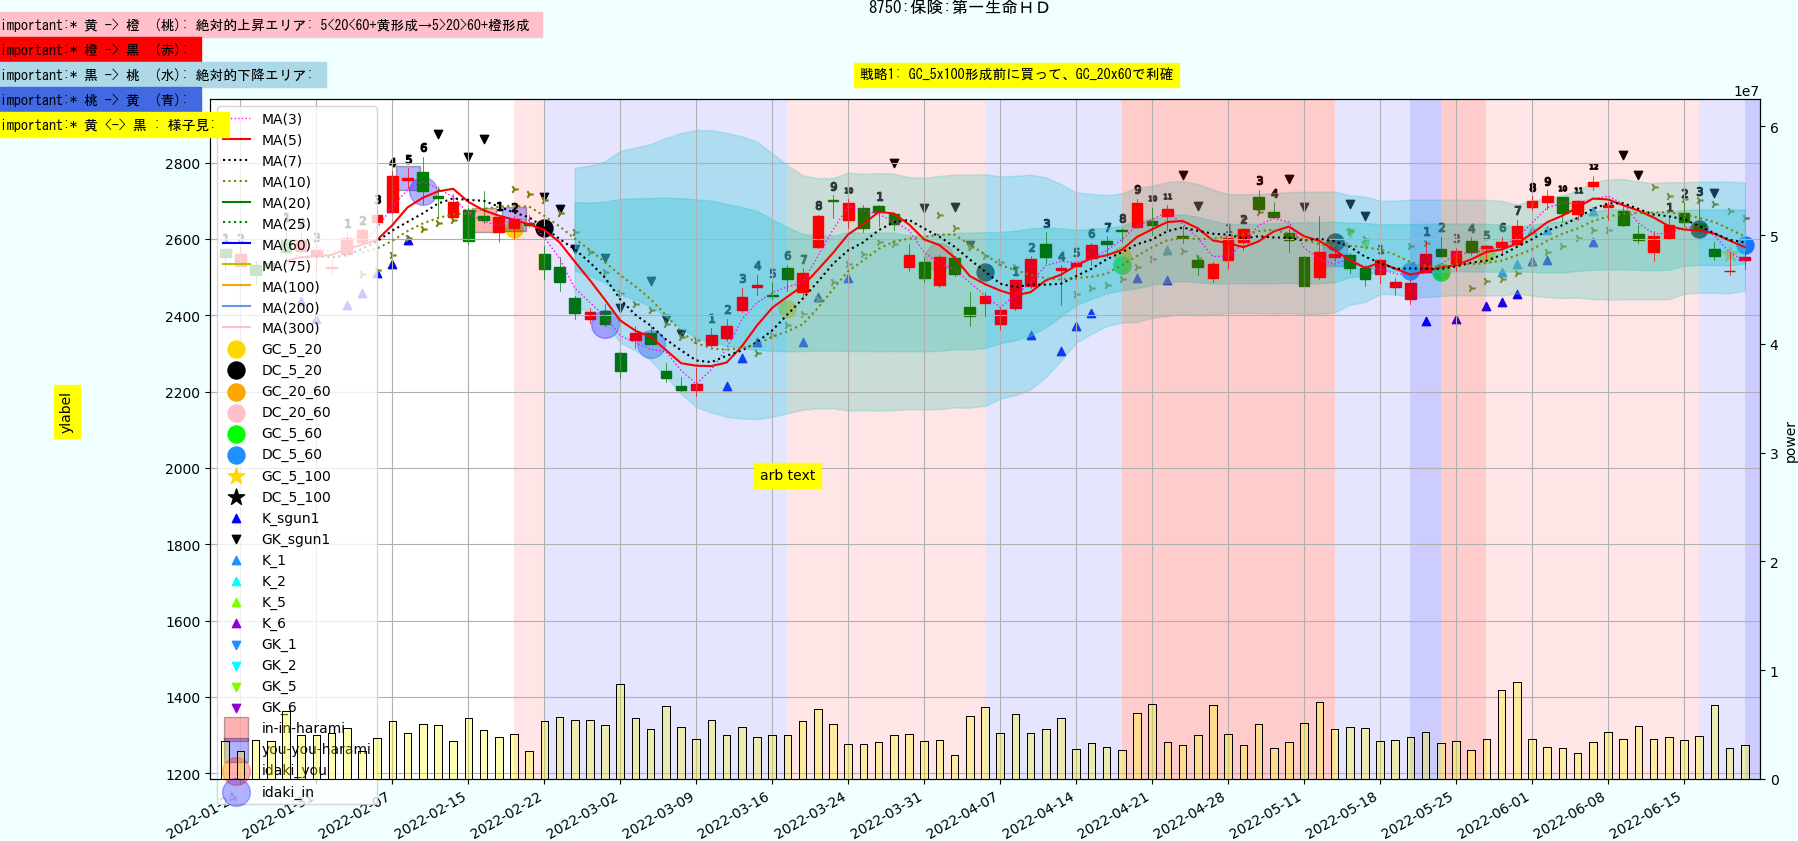 8750:保険:第一生命ＨＤ
important:* 黄 -> 橙 （桃）: 絶対的上昇エリア: 5<20<60+黄形成→5>20>60+橙形成
important:* 橙 -> 黒 （赤）:
important:* 黒 -> 桃 （水）: 絶対的下降エリア:
戦略1: GC_5x100形成前に買って、GC_20x60で利確
important:* 桃 -> 黄 （青）:
important:* 黄 <-> 黒 : 様子見:
1e7
MA(3)
MA(5)
MA(7)
MA(10)
MA(20)
MA(25)
MA(60)
MA(75)
MA(100)
MA(200)
MA(300)
GC_5_20
DC_5_20
GC_20_60
DC_20_60
GC_5_60
DC_5_60
GC_5_100
DC_5_100
K_sgun1
GK_sgun1
K_1
K_2
K_5
K_6
GK_1
GK_2
GK_5
GK_6
in-in-harami
you-you-harami
idaki_you
idaki_in
2800
2600
2400
2200
2000
1800
1600
1400
1200
ylabel
arb text
6
5
4
3
2
1
0
power
2022-01-31
2022-02-07
2022-02-15
2022-02-22
2022-03-02
2022-03-09
2022-03-16
2022-03-24
2022-03-31
2022-04-07
2022-04-14
2022-04-21
2022-04-28
2022-05-11
2022-05-18
2022-05-25
2022-06-01
2022-06-08
2022-06-15